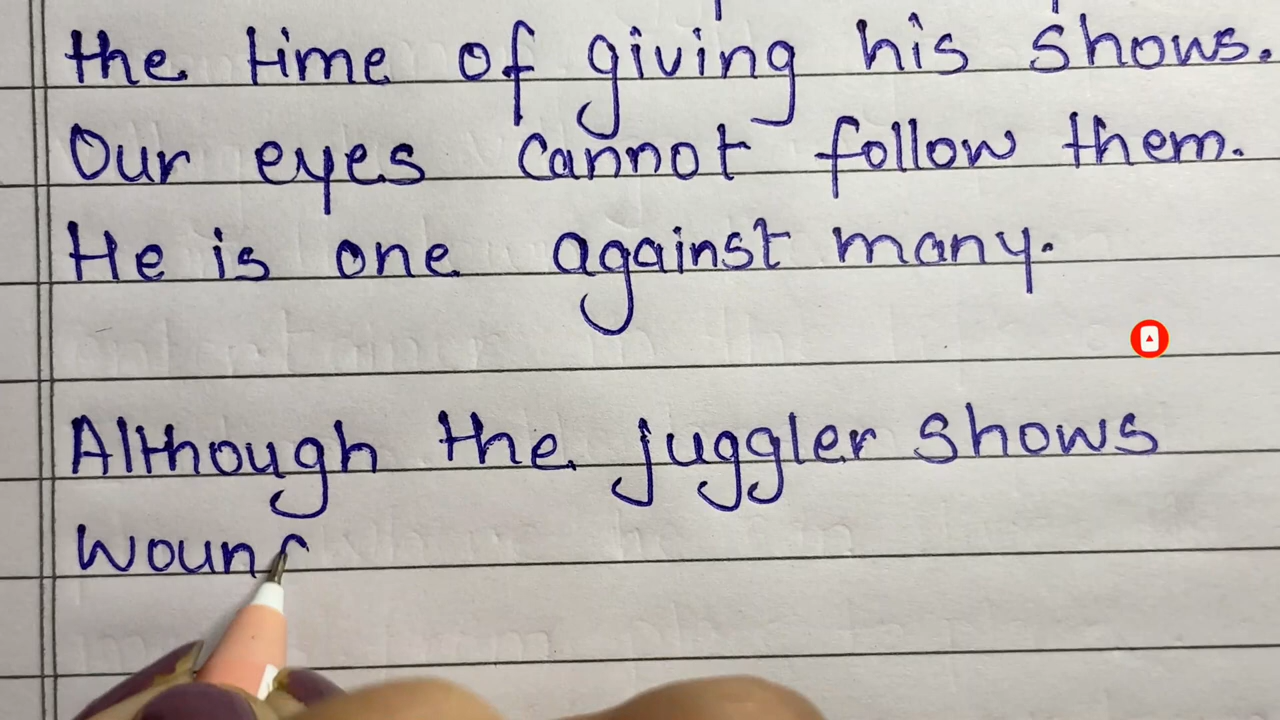 the time of giving his shows.
Our eyes cannot follow them.
He is one against many.
Although the juggler shows